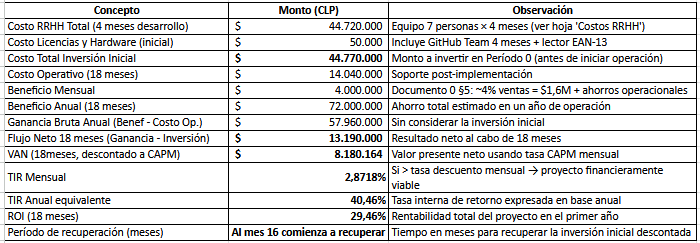 Concepto Monto (CLP) Observación
Costo RRHH Total (4 meses desarrollo) $ 44.720.000 Equipo 7 personas × 4 meses (ver hoja 'Costos RRHH')
Costo Licencias y Hardware (inicial) $ 50.000 Incluye GitHub Team 4 meses + lector EAN-13
Costo Total Inversión Inicial $ 44.770.000 Monto a invertir en Período 0 (antes de iniciar operación)
Costo Operativo (18 meses) $ 14.040.000 Soporte post-implementación
Beneficio Mensual $ 4.000.000 Documento 0 §5: ~4% ventas = $1,6M + ahorros operacionales
Beneficio Anual (18 meses) $ 72.000.000 Ahorro total estimado en un año de operación
Ganancia Bruta Anual (Benef - Costo Op.) $ 57.960.000 Sin considerar la inversión inicial
Flujo Neto 18 meses (Ganancia - Inversión) $ 13.190.000 Resultado neto al cabo de 18 meses
VAN (18meses, descontado a CAPM) $ 8.180.164 Valor presente neto usando tasa CAPM mensual
TIR Mensual 2,8718% Si > tasa descuento mensual → proyecto financieramente
viable
TIR Anual equivalente 40,46% Tasa interna de retorno expresada en base anual
ROI (18 meses) 29,46% Rentabilidad total del proyecto en el primer año
Período de recuperación (meses) Al mes 16 comienza a recuperar Tiempo en meses para recuperar la inversión inicial descontada